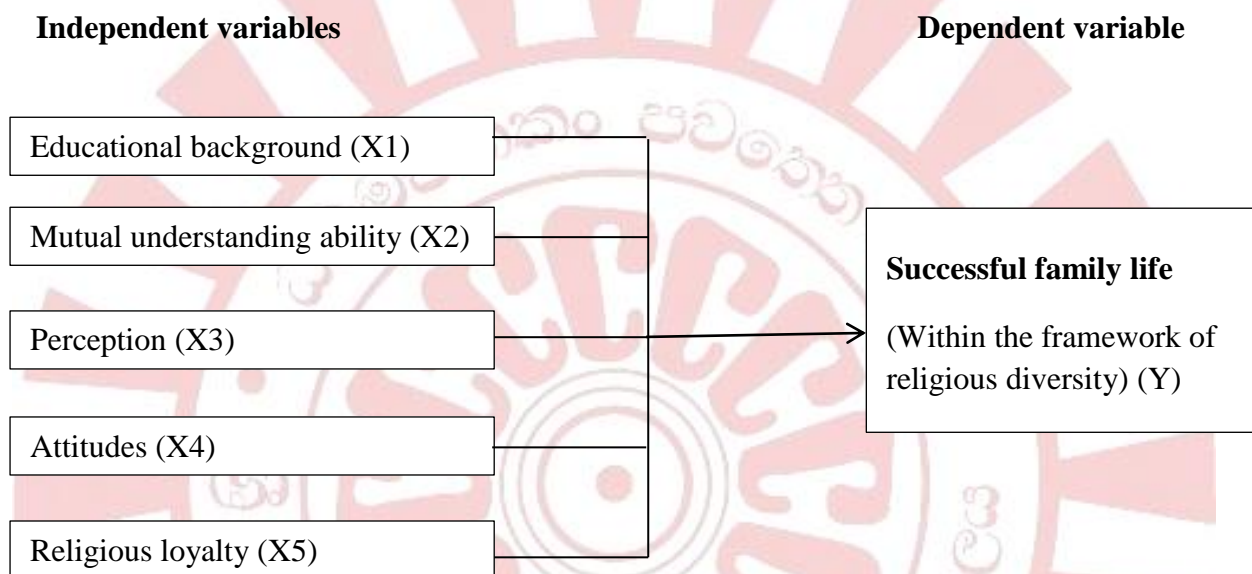 Independent variables
Dependent variable
Educational background (X1)
Mutual understanding ability (X2)
Perception (X3)
Attitudes (X4)
Religious loyalty (X5)
Successful family life
(Within the framework of
religious diversity) (Y)